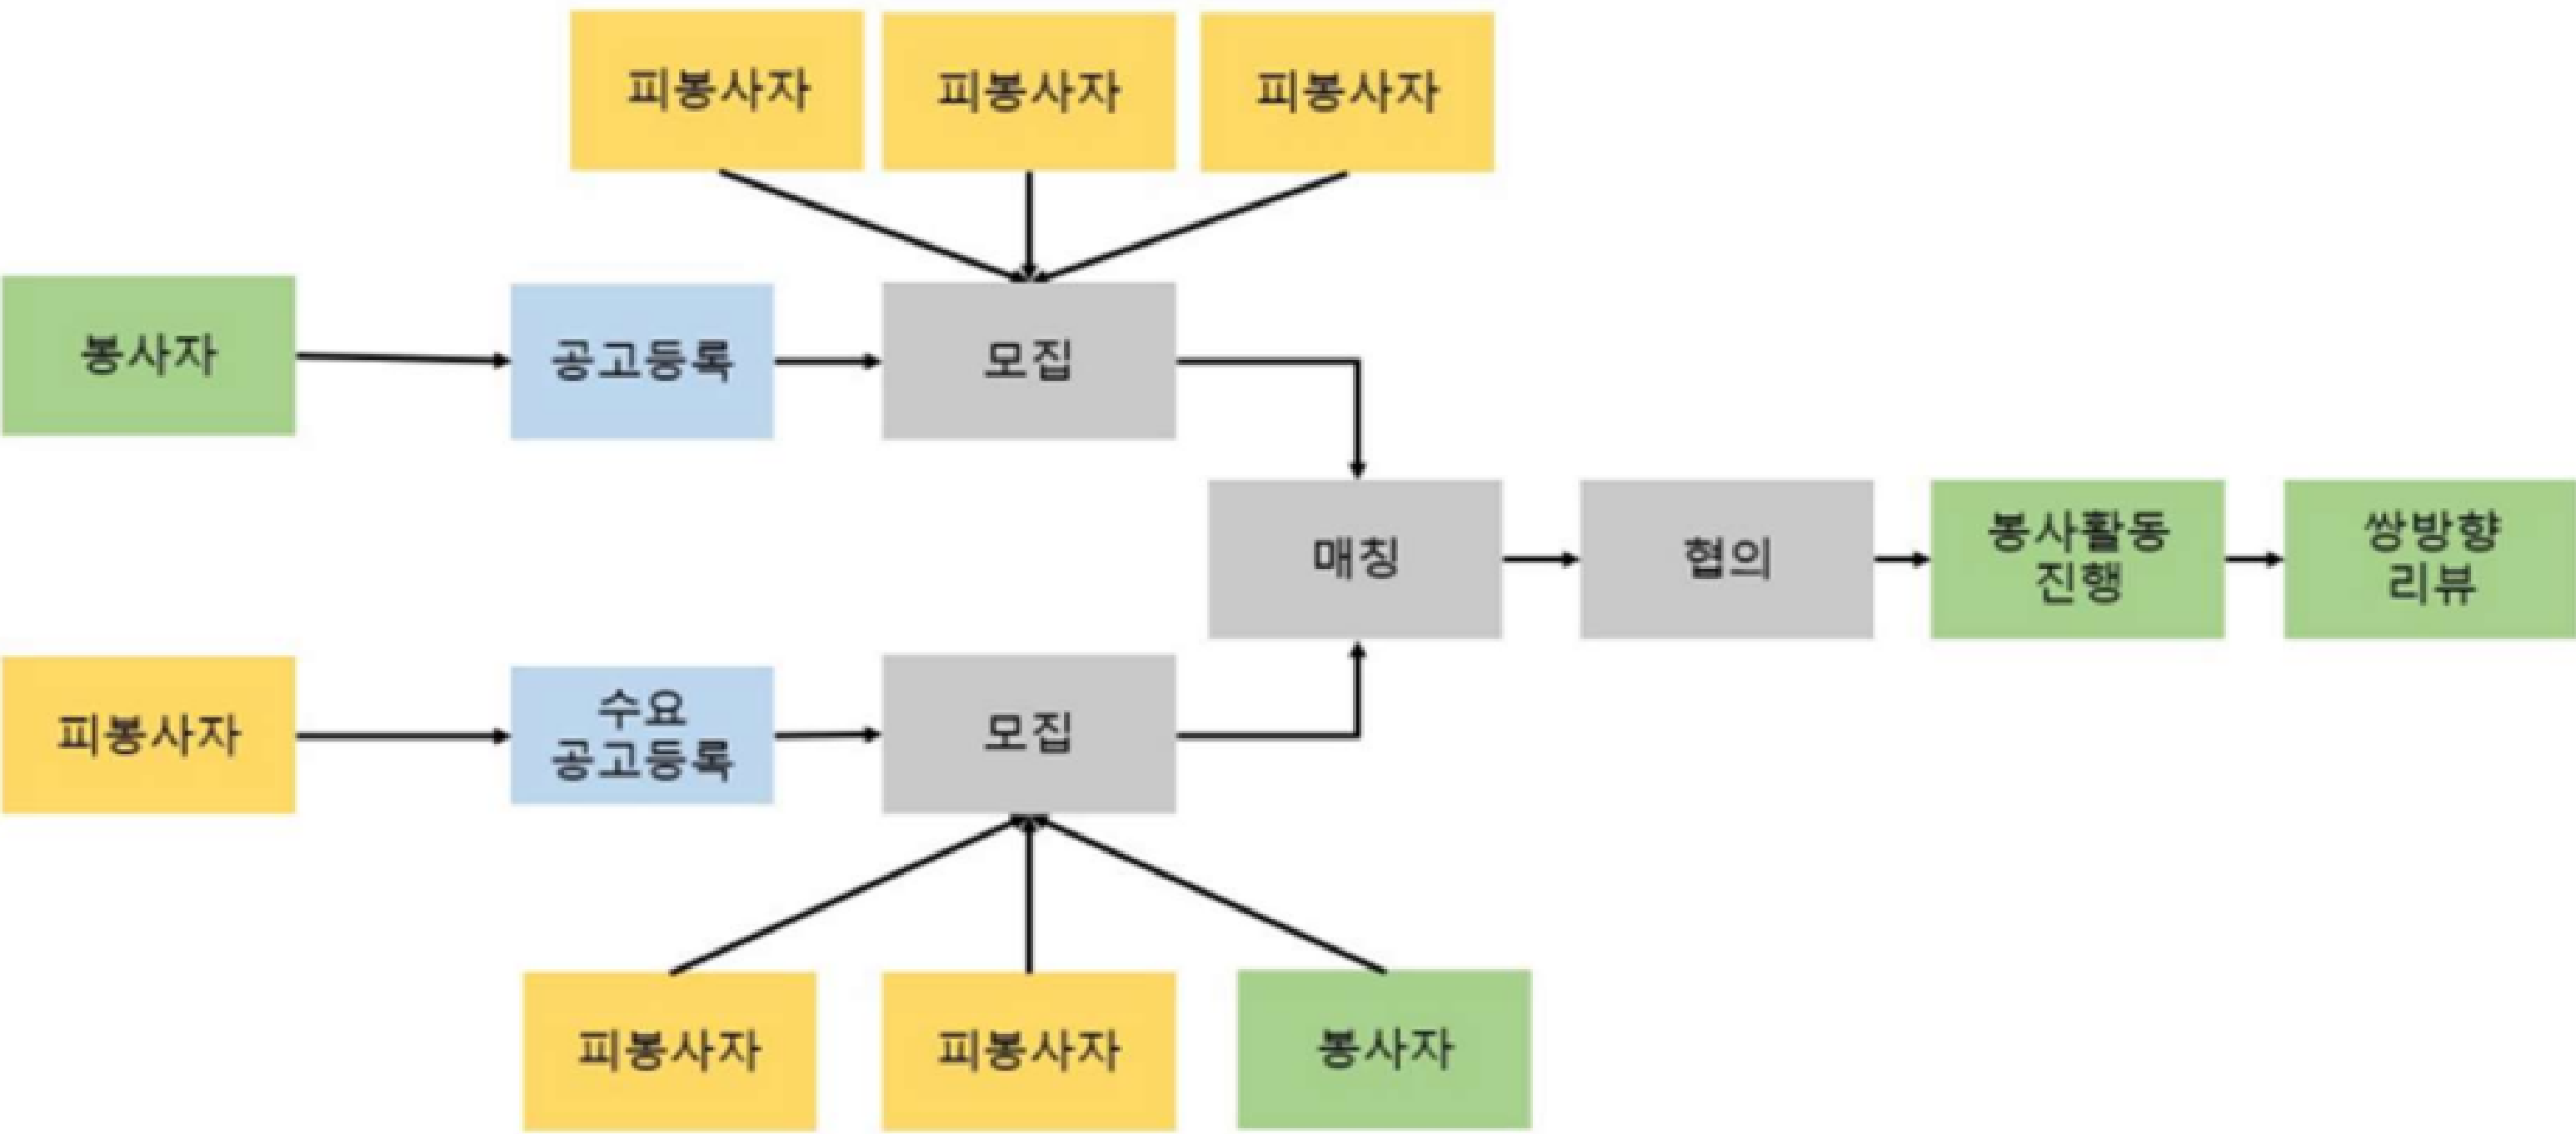 피봉사자
피봉사자
피봉사자
봉사자
공고등록
모집
매칭
협의
봉사활동
진행
쌍방향
리뷰
피봉사자
수요
공고등록
모집
피봉사자
피봉사자
봉사자